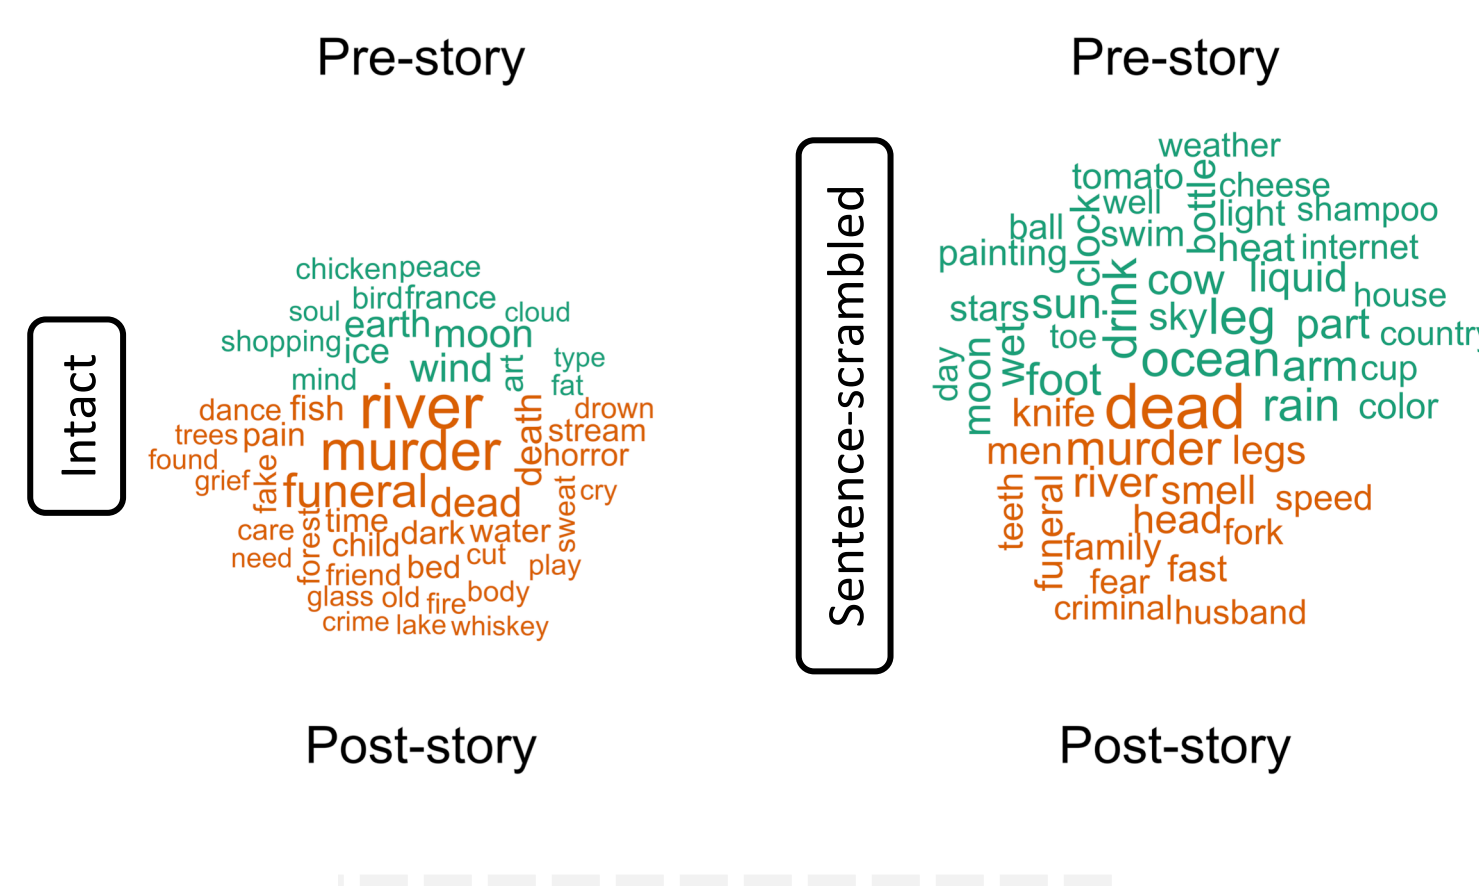 Pre-story
Pre-story
Intact
chicken peace
bird france
soul cloud
earth moon
shopping ice
wind art type
mind fat
river
dance fish drown
trees pain death stream
murder
found horror
grief fake
funeral dead sweat cry
time
care forest dark water
child
need cut
friend bed play
glass old fire body
crime lake whiskey
Sentence-scrambled
weather
tomato bottle cheese
clock well light shampoo
ball swim
painting heat internet
drink cow liquid
stars sun house
sky leg part
wet toe country
day moon ocean arm cup
foot
knife dead rain color
men murder legs
teeth funeral river smell speed
head fork
family
fear fast
criminal husband
Post-story
Post-story